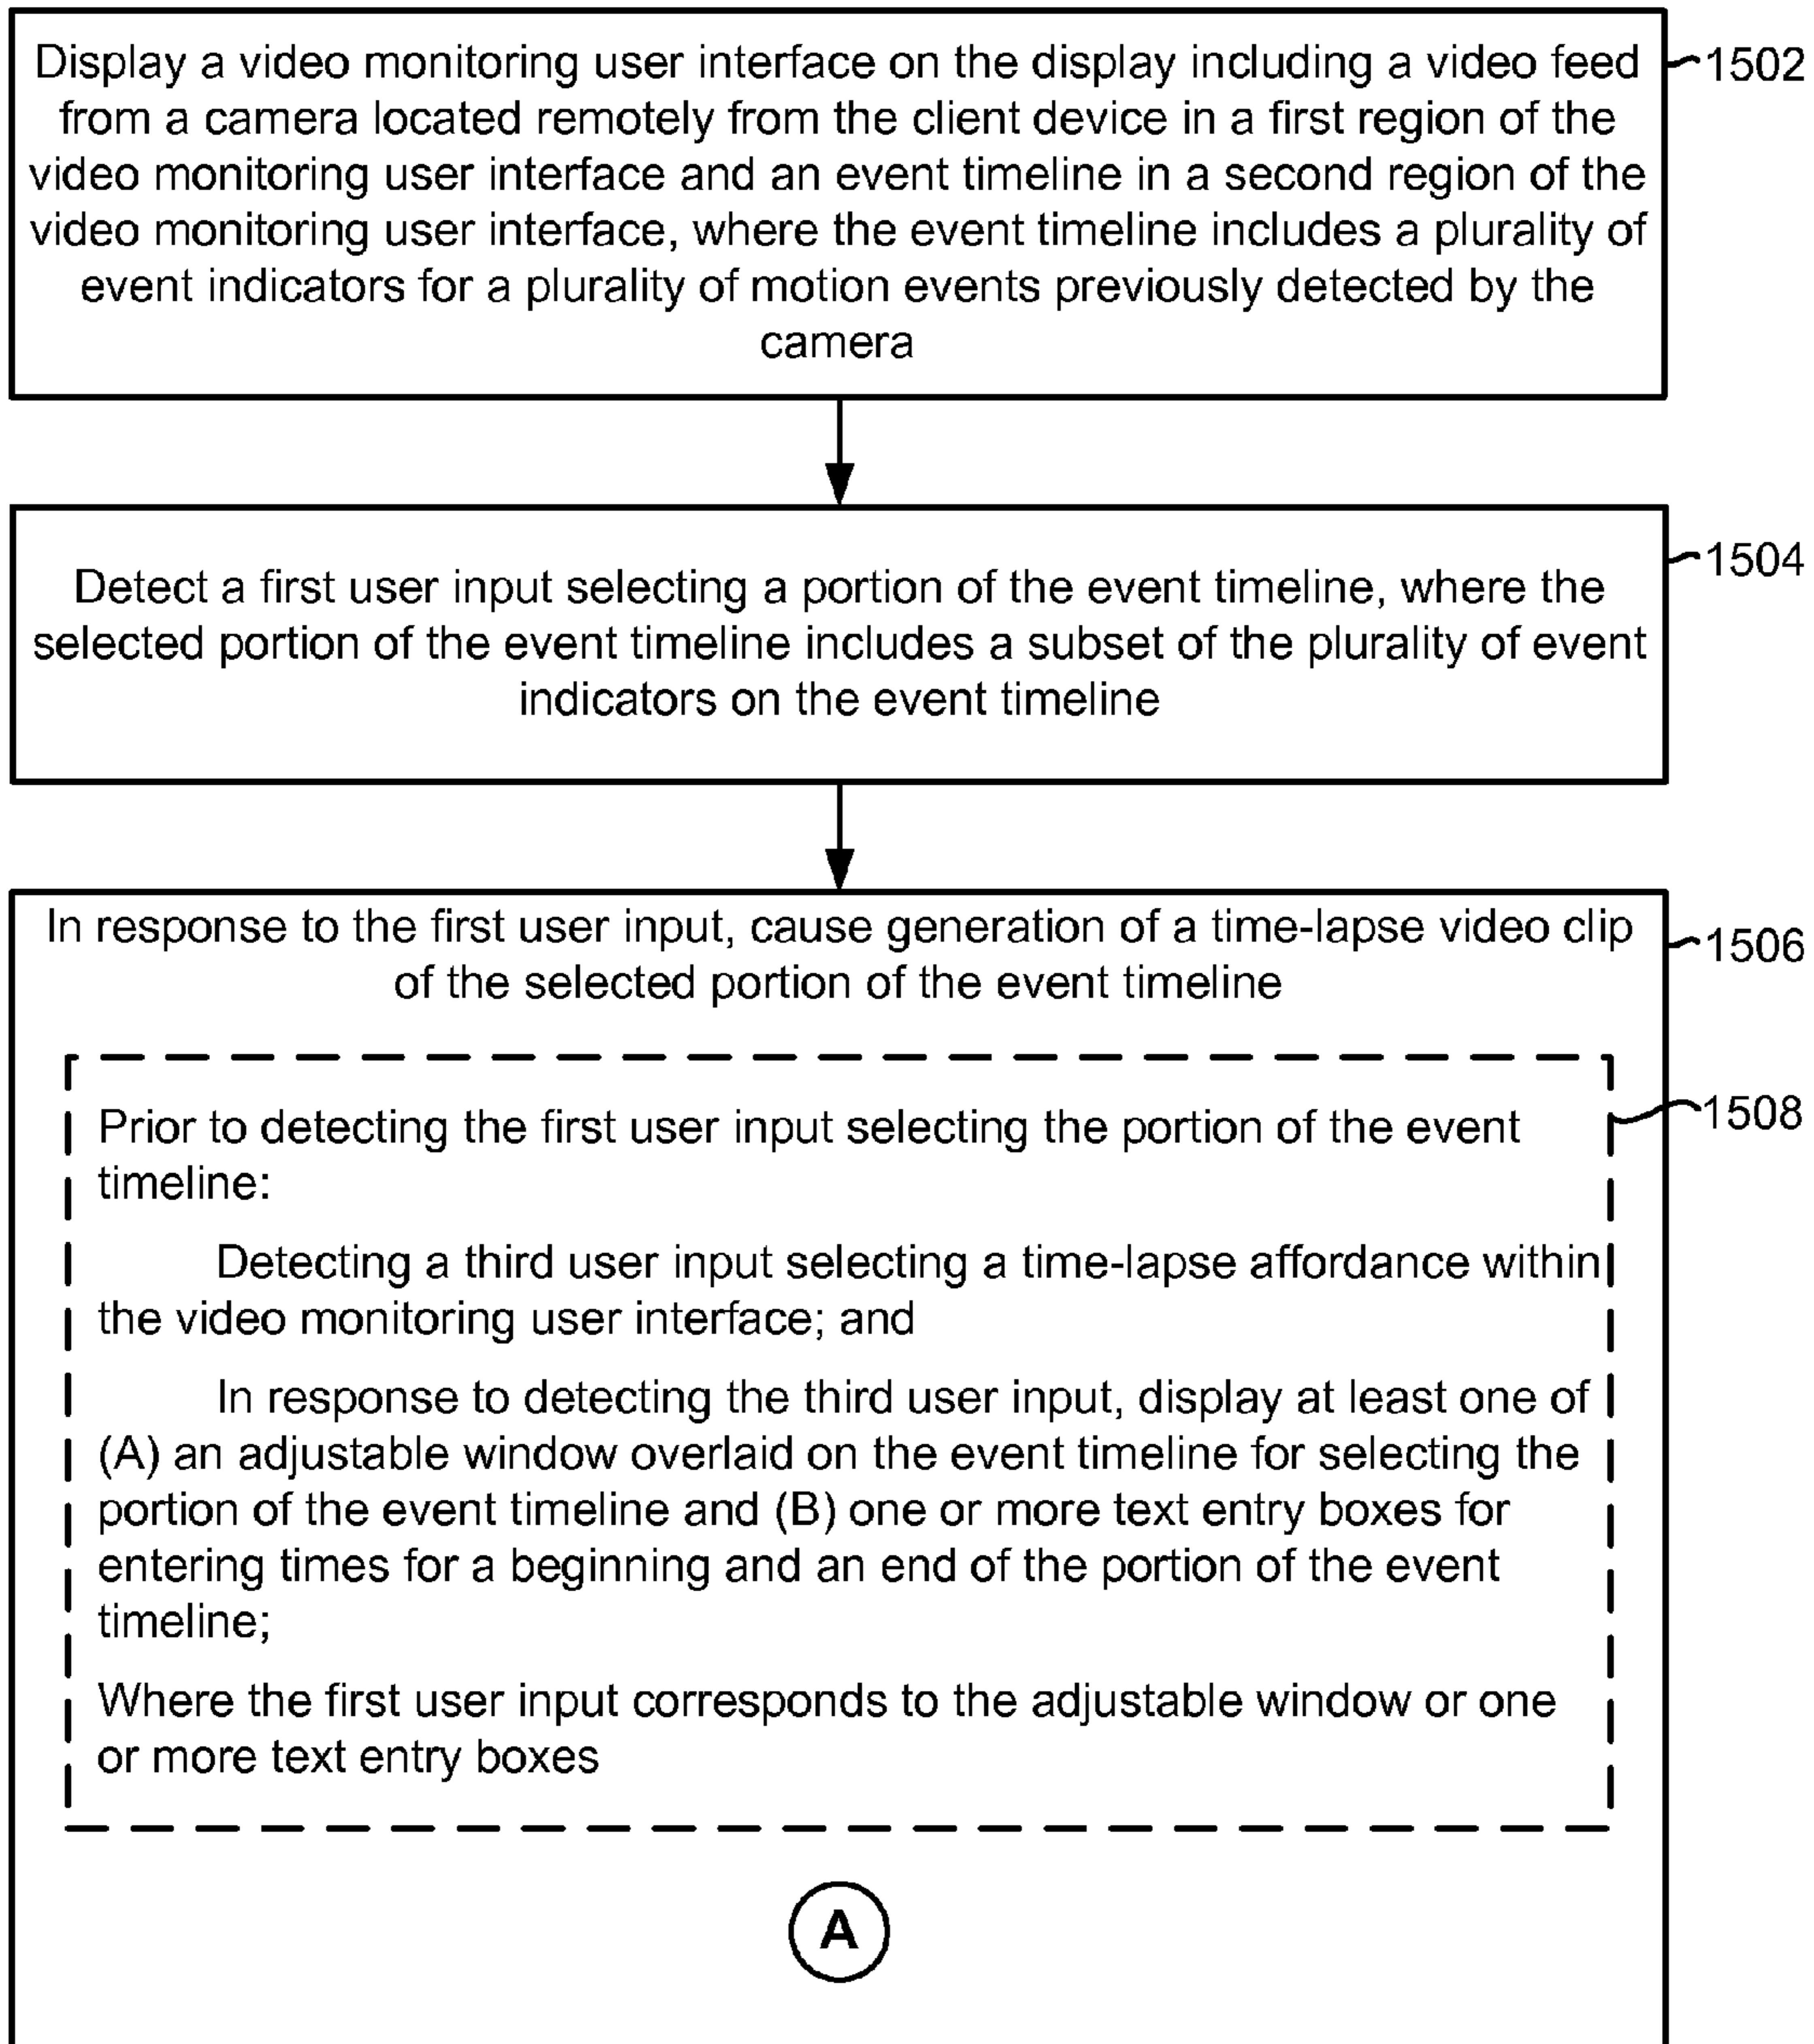 Display a video monitoring user interface on the display including a video feed
from a camera located remotely from the client device in a first region of the
video monitoring user interface and an event timeline in a second region of the
video monitoring user interface, where the event timeline includes a plurality of
event indicators for a plurality of motion events previously detected by the
camera
1502
Detect a first user input selecting a portion of the event timeline, where the
selected portion of the event timeline includes a subset of the plurality of event
indicators on the event timeline
1504
In response to the first user input, cause generation of a time-lapse video clip
of the selected portion of the event timeline
1506
Prior to detecting the first user input selecting the portion of the event
timeline:
Detecting a third user input selecting a time-lapse affordance within
the video monitoring user interface; and
In response to detecting the third user input, display at least one of
(A) an adjustable window overlaid on the event timeline for selecting the
portion of the event timeline and (B) one or more text entry boxes for
entering times for a beginning and an end of the portion of the event
timeline;
Where the first user input corresponds to the adjustable window or one
or more text entry boxes
1508
A